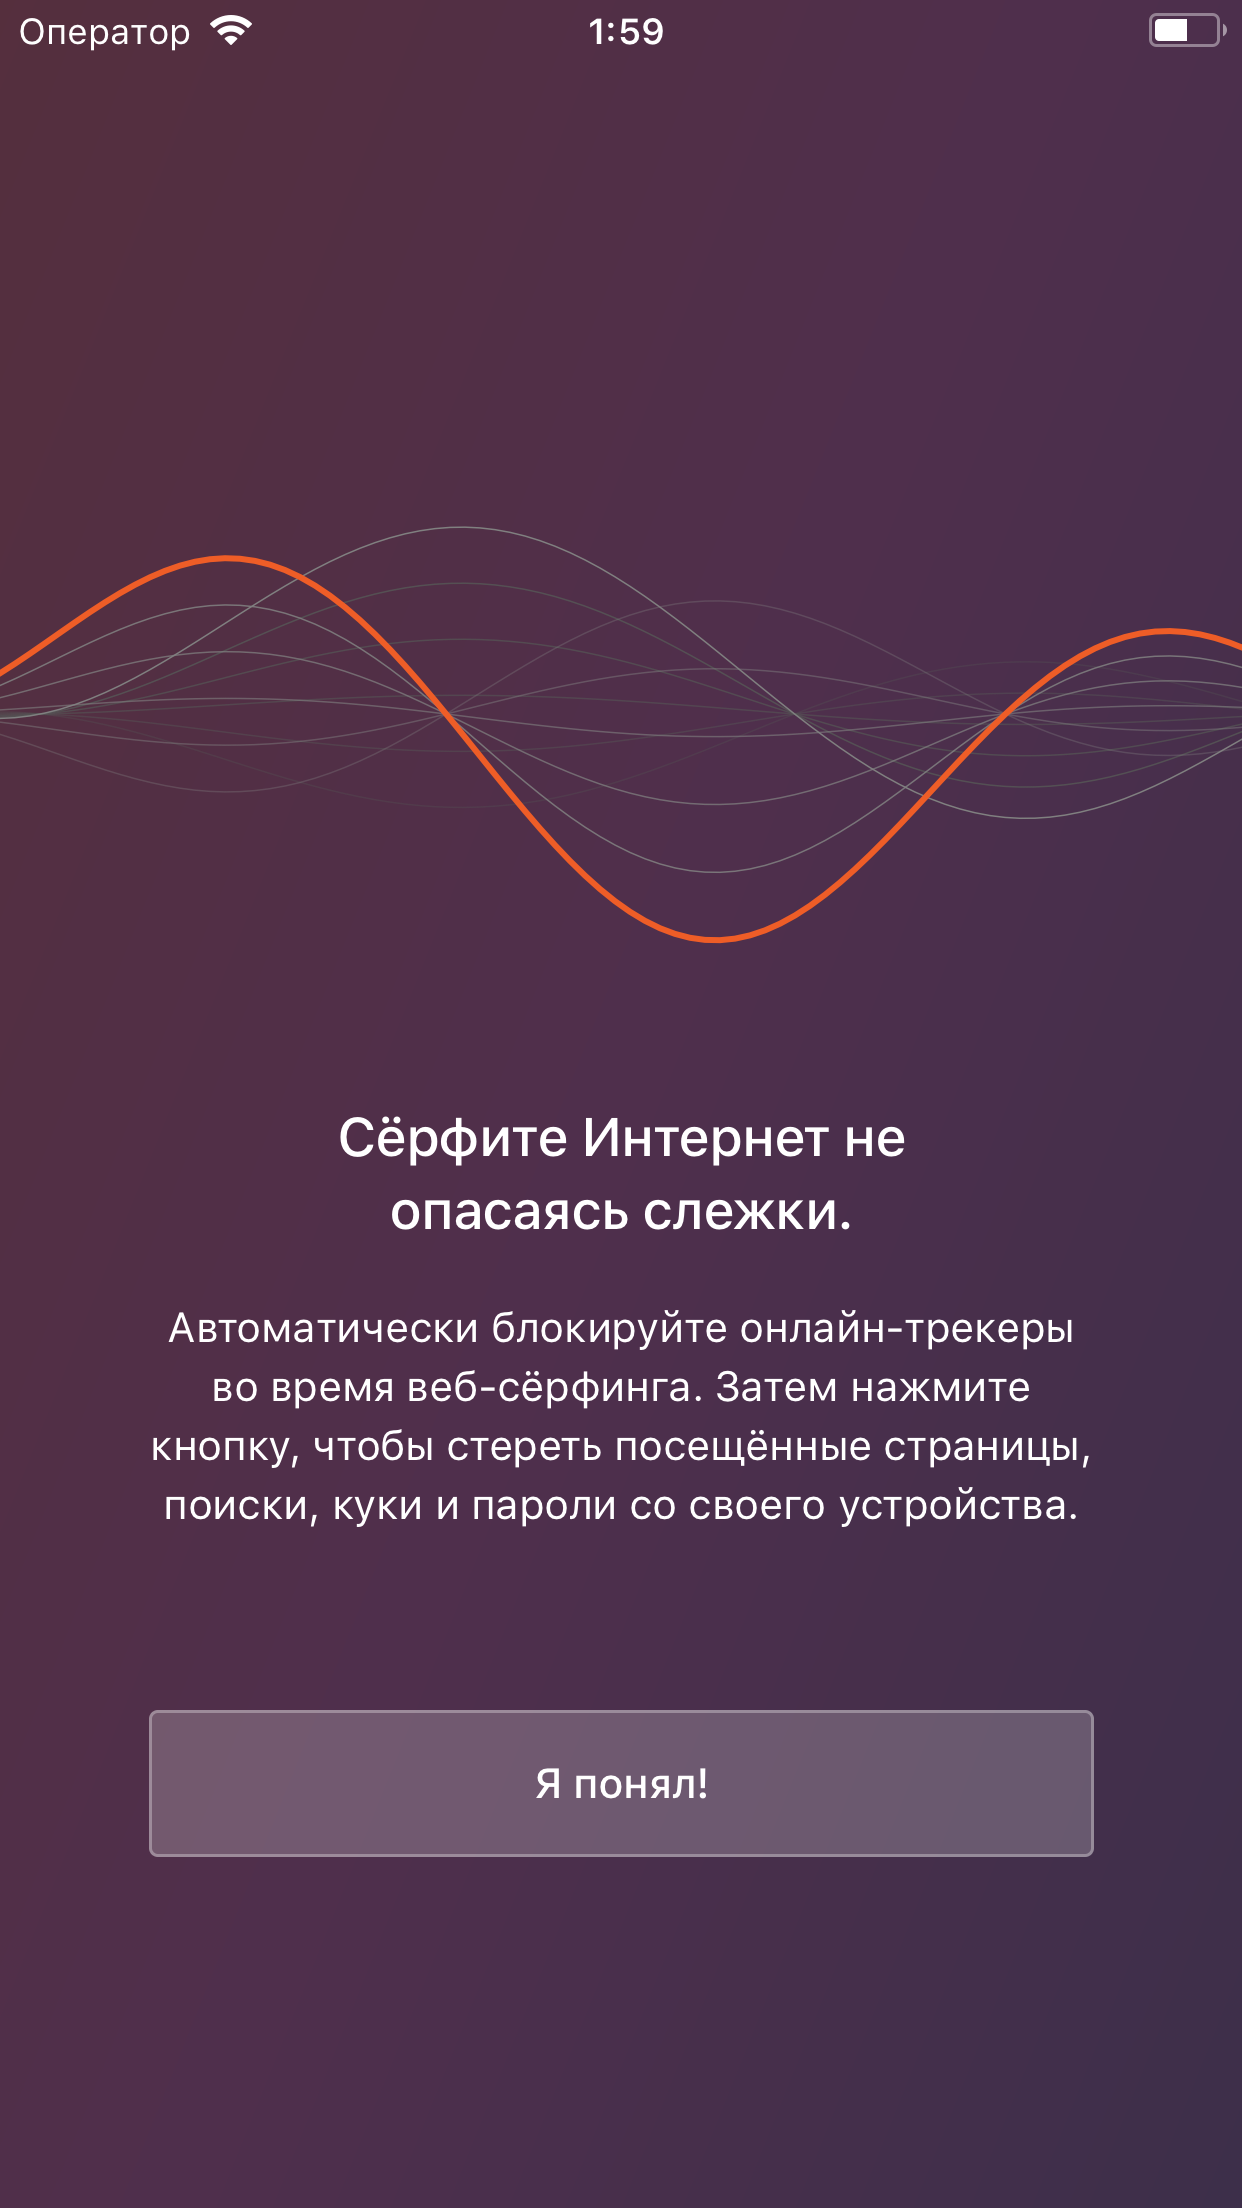 Оператор 1:59
Сёрфите Интернет не
опасаясь слежки.
Автоматически блокируйте онлайн-трекеры
во время веб-сёрфинга. Затем нажмите
кнопку, чтобы стереть посещённые страницы,
поиски, куки и пароли со своего устройства.
Я понял!